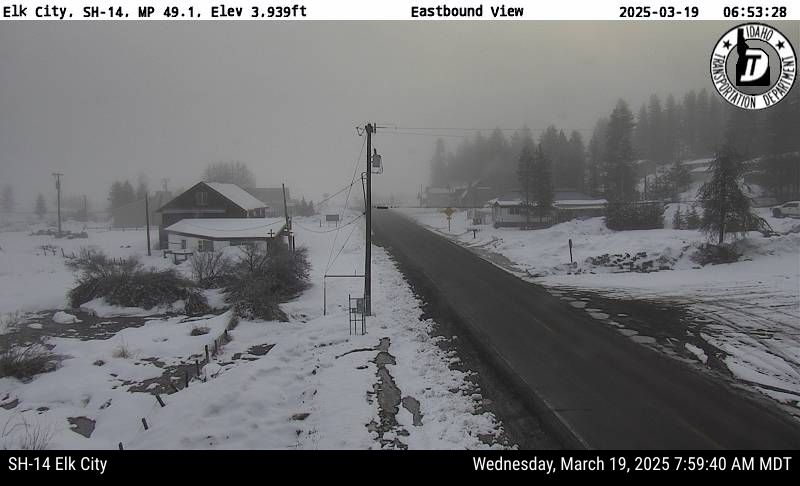 Elk City, SH-14, MP 49.1, Elev 3,939ft Eastbound View 2025-03-19 06:53:28
IDAHO
TRANSPORTATION DEPARTMENT
SH-14 Elk City Wednesday, March 19, 2025 7:59:40 AM MDT